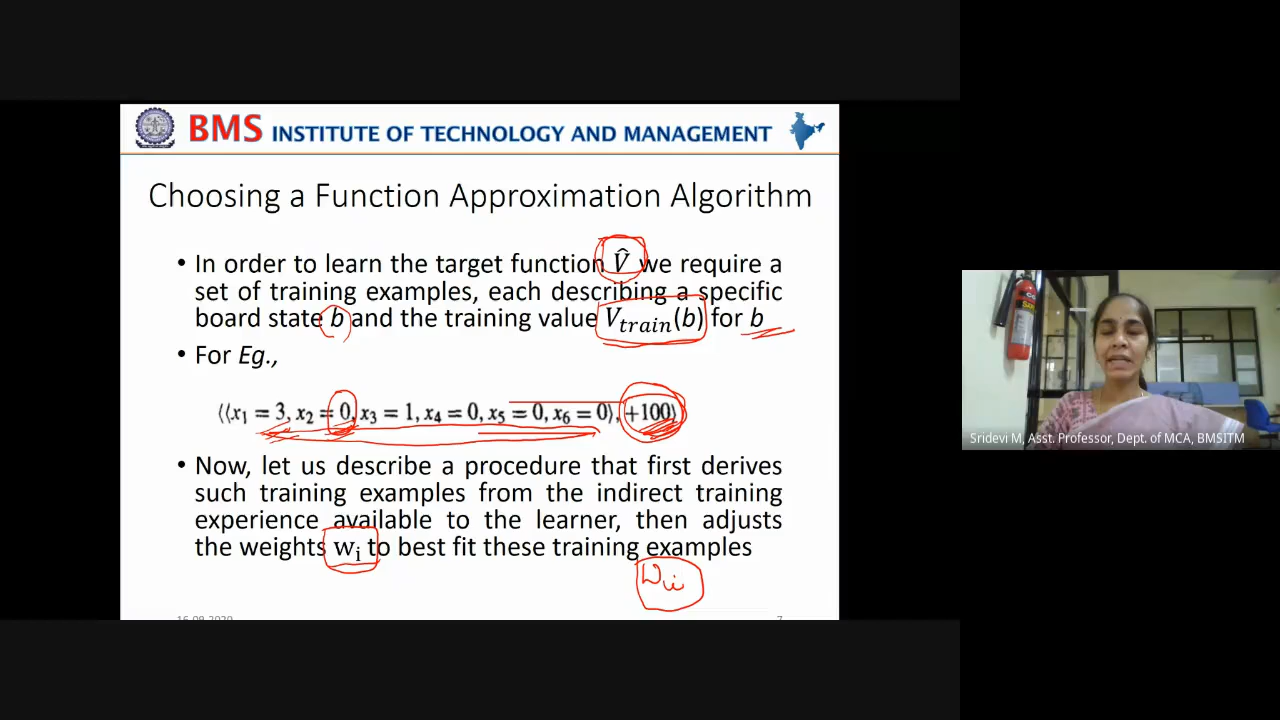 BMS INSTITUTE OF TECHNOLOGY AND MANAGEMENT
Choosing a Function Approximation Algorithm
• In order to learn the target function V̂ we require a
set of training examples, each describing a specific
board state b and the training value V_train(b) for b
• For Eg.,
⟨⟨x₁ = 3, x₂ = 0, x₃ = 1, x₄ = 0, x₅ = 0, x₆ = 0⟩, +100⟩
• Now, let us describe a procedure that first derives
such training examples from the indirect training
experience available to the learner, then adjusts
the weights wᵢ to best fit these training examples
Sridevi M, Asst. Professor, Dept. of MCA, BMSITM